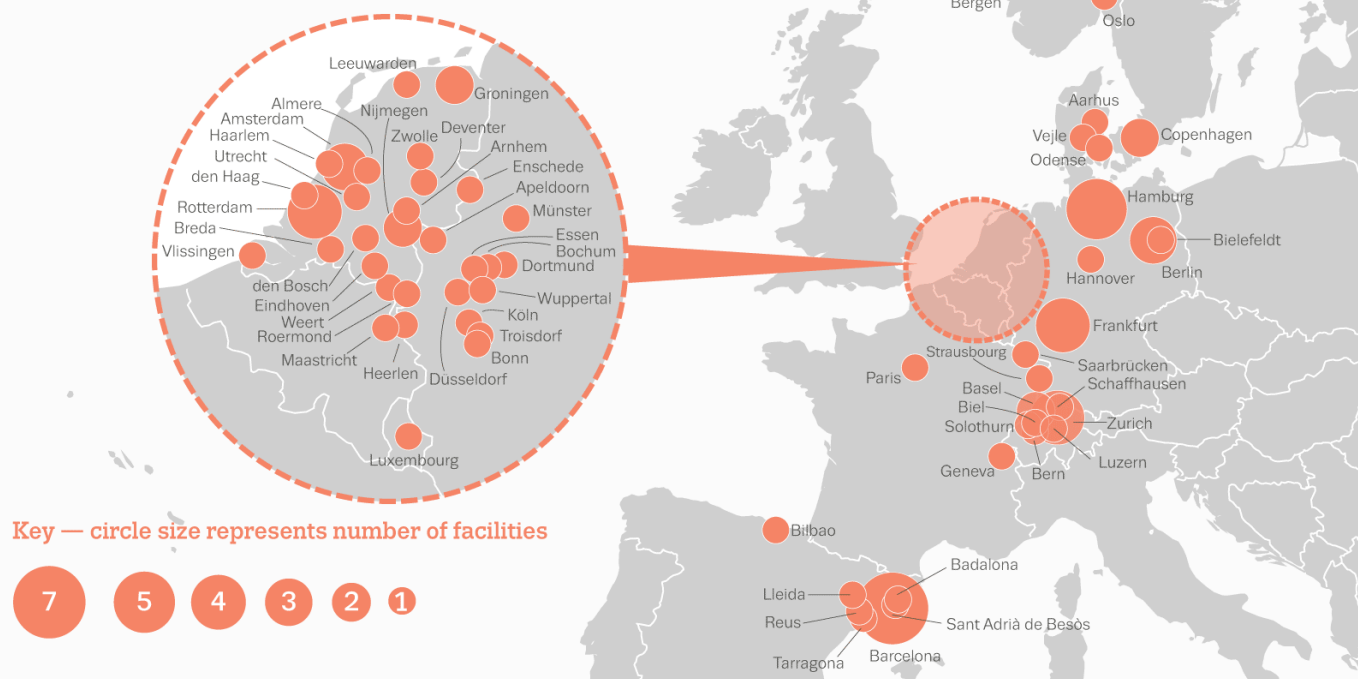 Bergen
Oslo
Leeuwarden
Groningen
Almere
Nijmegen
Amsterdam
Haarlem
Zwolle
Deventer
Utrecht
Arnhem
den Haag
Enschede
Apeldoorn
Rotterdam
Münster
Breda
Essen
Vlissingen
Bochum
Dortmund
den Bosch
Eindhoven
Wuppertal
Weert
Köln
Roermond
Troisdorf
Maastricht
Bonn
Heerlen
Düsseldorf
Luxembourg
Aarhus
Vejle
Copenhagen
Odense
Hamburg
Bielefeldt
Hannover
Berlin
Frankfurt
Strausbourg
Saarbrücken
Paris
Schaffhausen
Basel
Biel
Solothurn
Zurich
Geneva
Bern
Luzern
Bilbao
Badalona
Lleida
Reus
Sant Adrià de Besòs
Tarragona
Barcelona
Key — circle size represents number of facilities
7 5 4 3 2 1